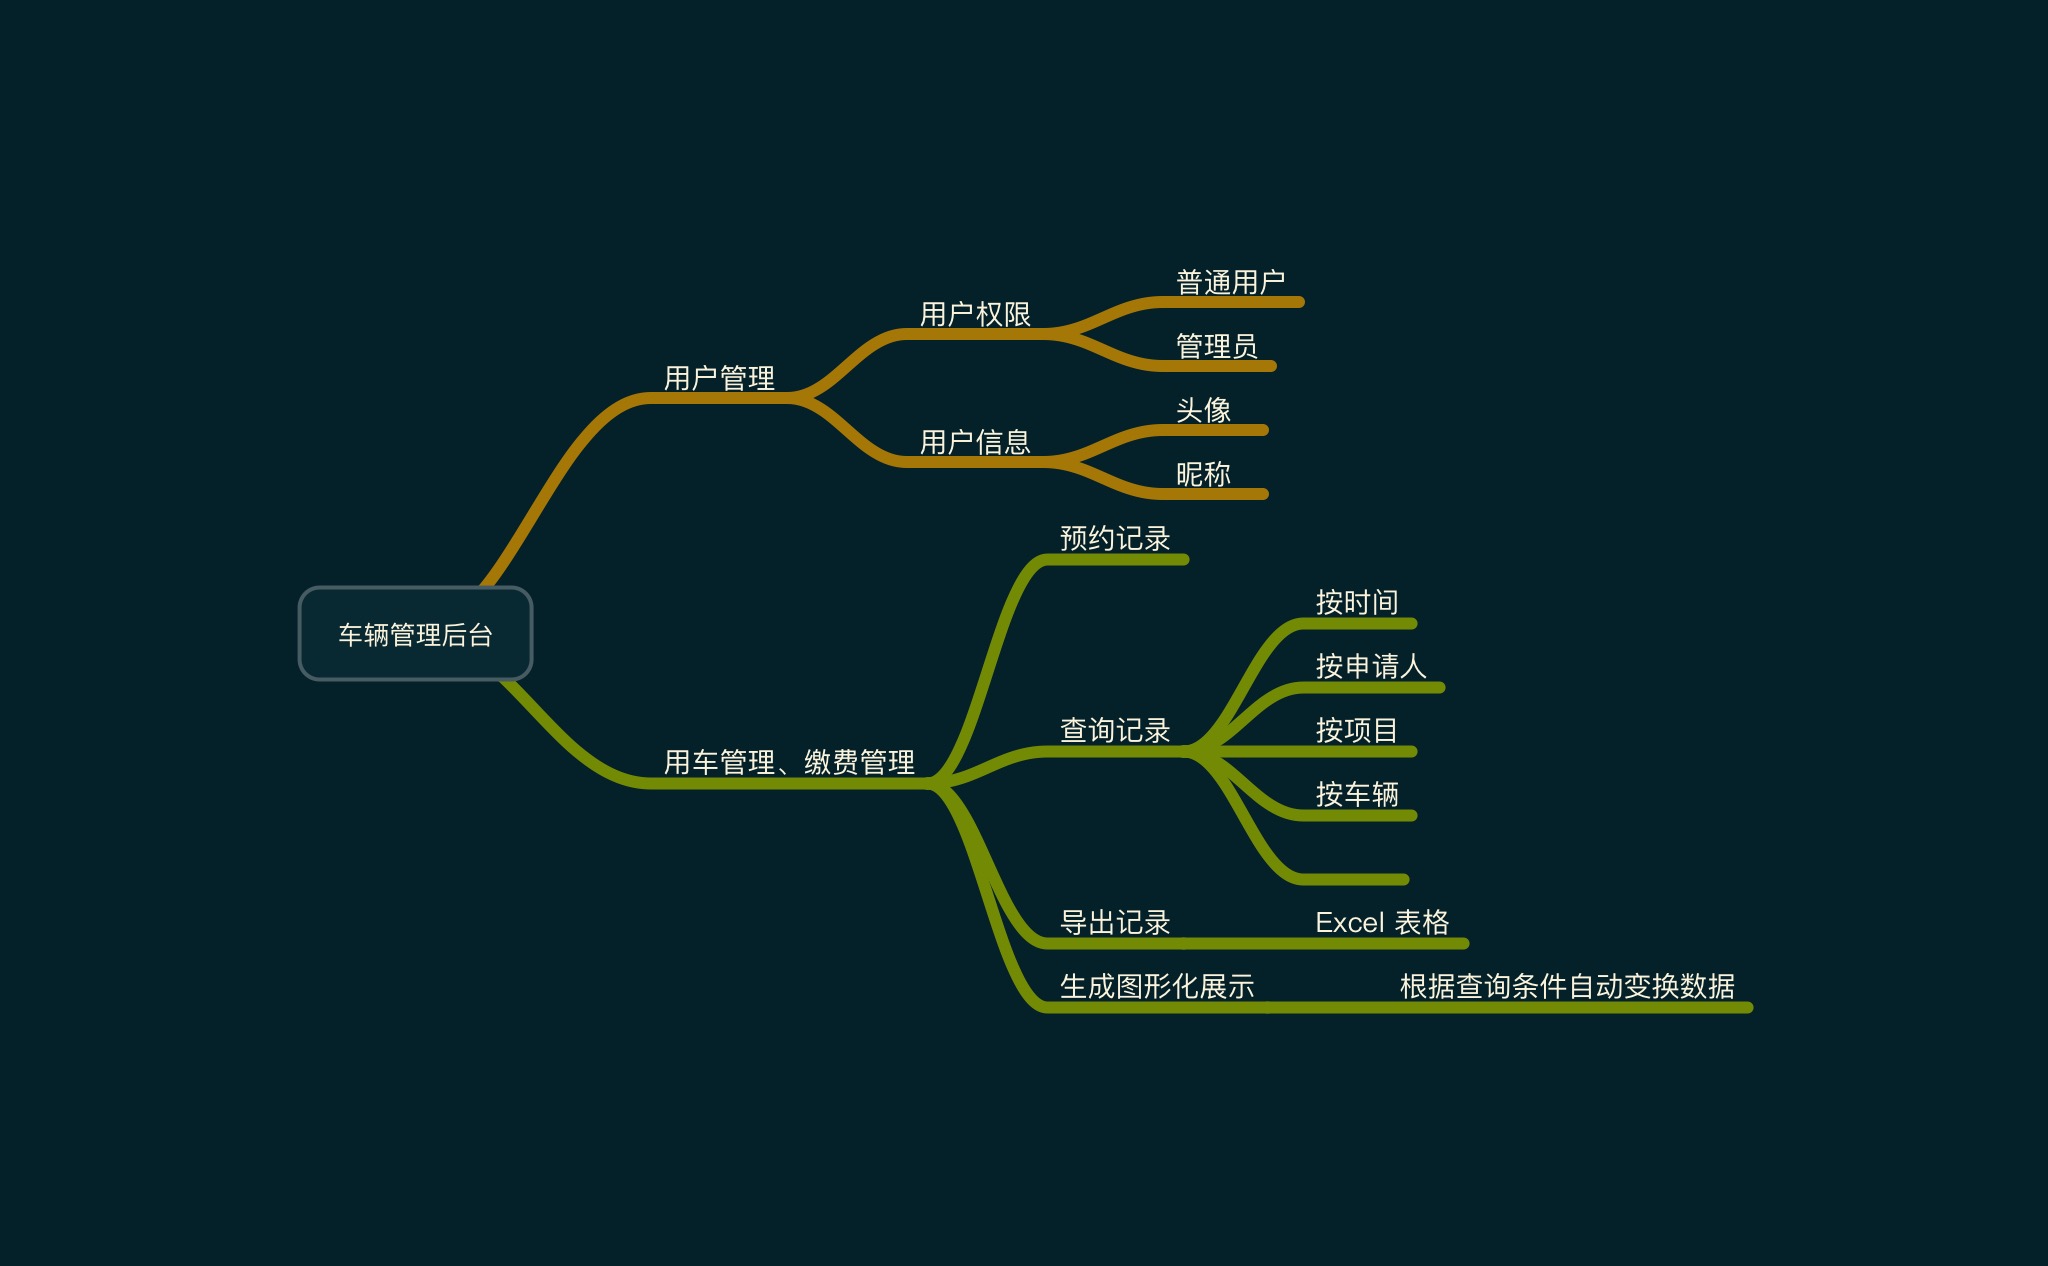 普通用户
用户权限
管理员
用户管理
头像
用户信息
昵称
预约记录
按时间
车辆管理后台
按申请人
查询记录
按项目
用车管理、缴费管理
按车辆
导出记录
Excel 表格
生成图形化展示
根据查询条件自动变换数据